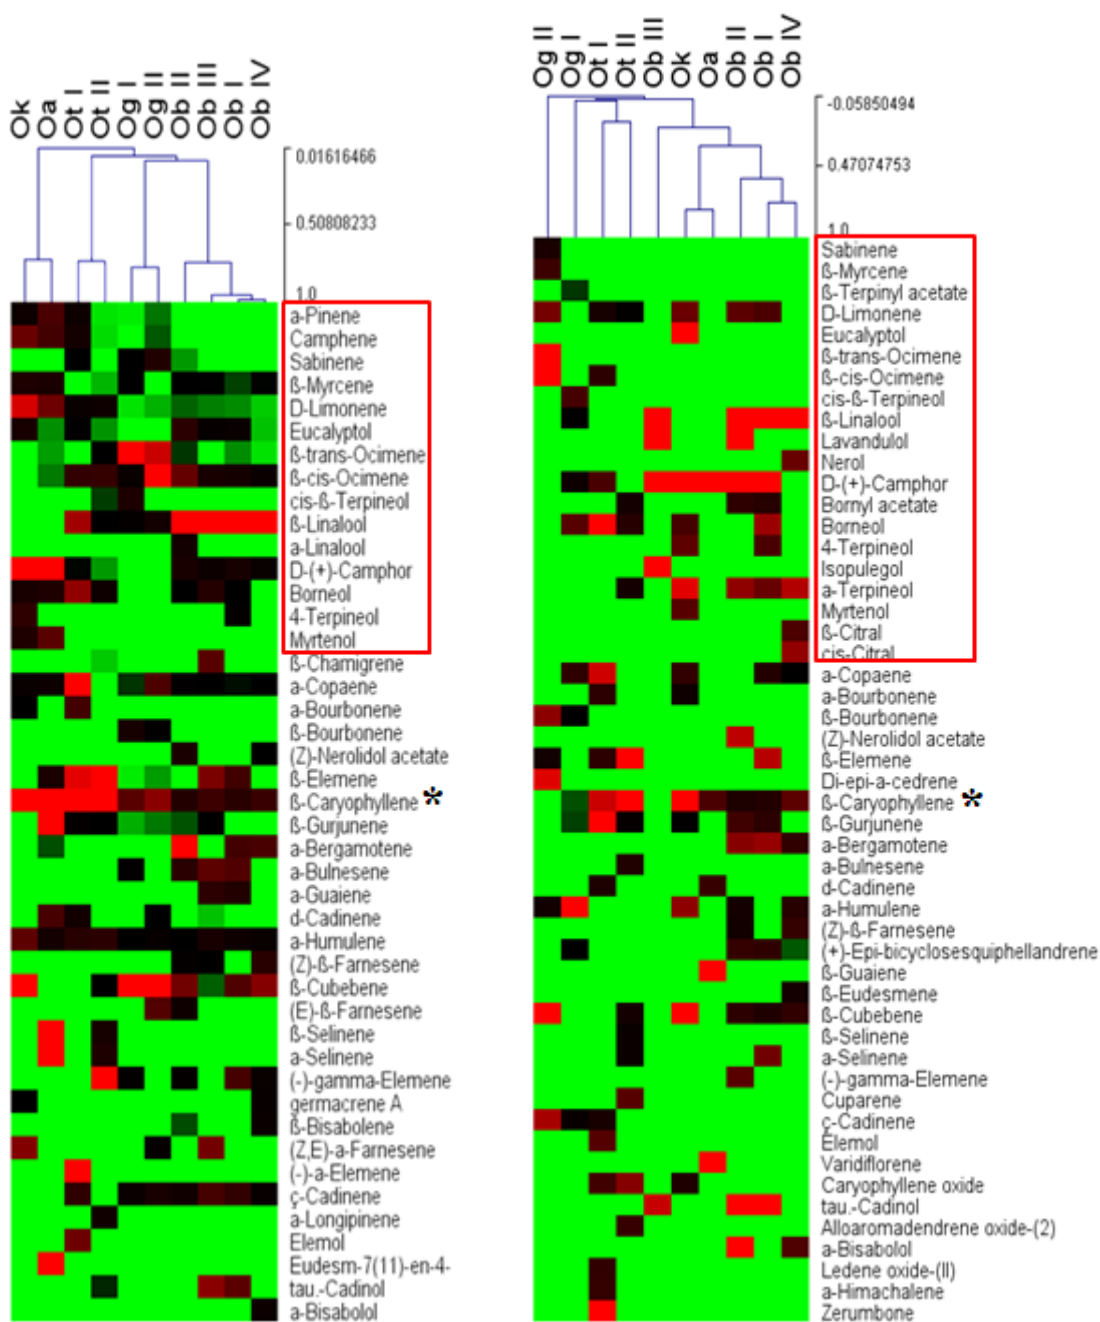 Ok Oa Ot I Ot II Og I Og II Ob II Ob III Ob I Ob IV
0.01616466
0.50808233
1.0
a-Pinene
Camphene
Sabinene
ß-Myrcene
D-Limonene
Eucalyptol
ß-trans-Ocimene
ß-cis-Ocimene
cis-ß-Terpineol
ß-Linalool
a-Linalool
D-(+)-Camphor
Borneol
4-Terpineol
Myrtenol
ß-Chamigrene
a-Copaene
a-Bourbonene
ß-Bourbonene
(Z)-Nerolidol acetate
ß-Elemene
ß-Caryophyllene *
ß-Gurjunene
a-Bergamotene
a-Bulnesene
a-Guaiene
d-Cadinene
a-Humulene
(Z)-ß-Farnesene
ß-Cubebene
(E)-ß-Farnesene
ß-Selinene
a-Selinene
(-)-gamma-Elemene
germacrene A
ß-Bisabolene
(Z,E)-a-Farnesene
(-)-a-Elemene
ç-Cadinene
a-Longipinene
Elemol
Eudesm-7(11)-en-4-
tau.-Cadinol
a-Bisabolol
Og II Og I Ot I Ot II Ob III Ok Oa Ob II Ob I Ob IV
-0.05850494
0.47074753
1.0
Sabinene
ß-Myrcene
ß-Terpinyl acetate
D-Limonene
Eucalyptol
ß-trans-Ocimene
ß-cis-Ocimene
cis-ß-Terpineol
ß-Linalool
Lavandulol
Nerol
D-(+)-Camphor
Bornyl acetate
Borneol
4-Terpineol
Isopulegol
a-Terpineol
Myrtenol
ß-Citral
cis-Citral
a-Copaene
a-Bourbonene
ß-Bourbonene
(Z)-Nerolidol acetate
ß-Elemene
Di-epi-a-cedrene
ß-Caryophyllene *
ß-Gurjunene
a-Bergamotene
a-Bulnesene
d-Cadinene
a-Humulene
(Z)-ß-Farnesene
(+)-Epi-bicyclosesquiphellandrene
ß-Guaiene
ß-Eudesmene
ß-Cubebene
ß-Selinene
a-Selinene
(-)-gamma-Elemene
Cuparene
ç-Cadinene
Elemol
Varidiflorene
Caryophyllene oxide
tau.-Cadinol
Alloaromadendrene oxide-(2)
a-Bisabolol
Ledene oxide-(II)
a-Himachalene
Zerumbone